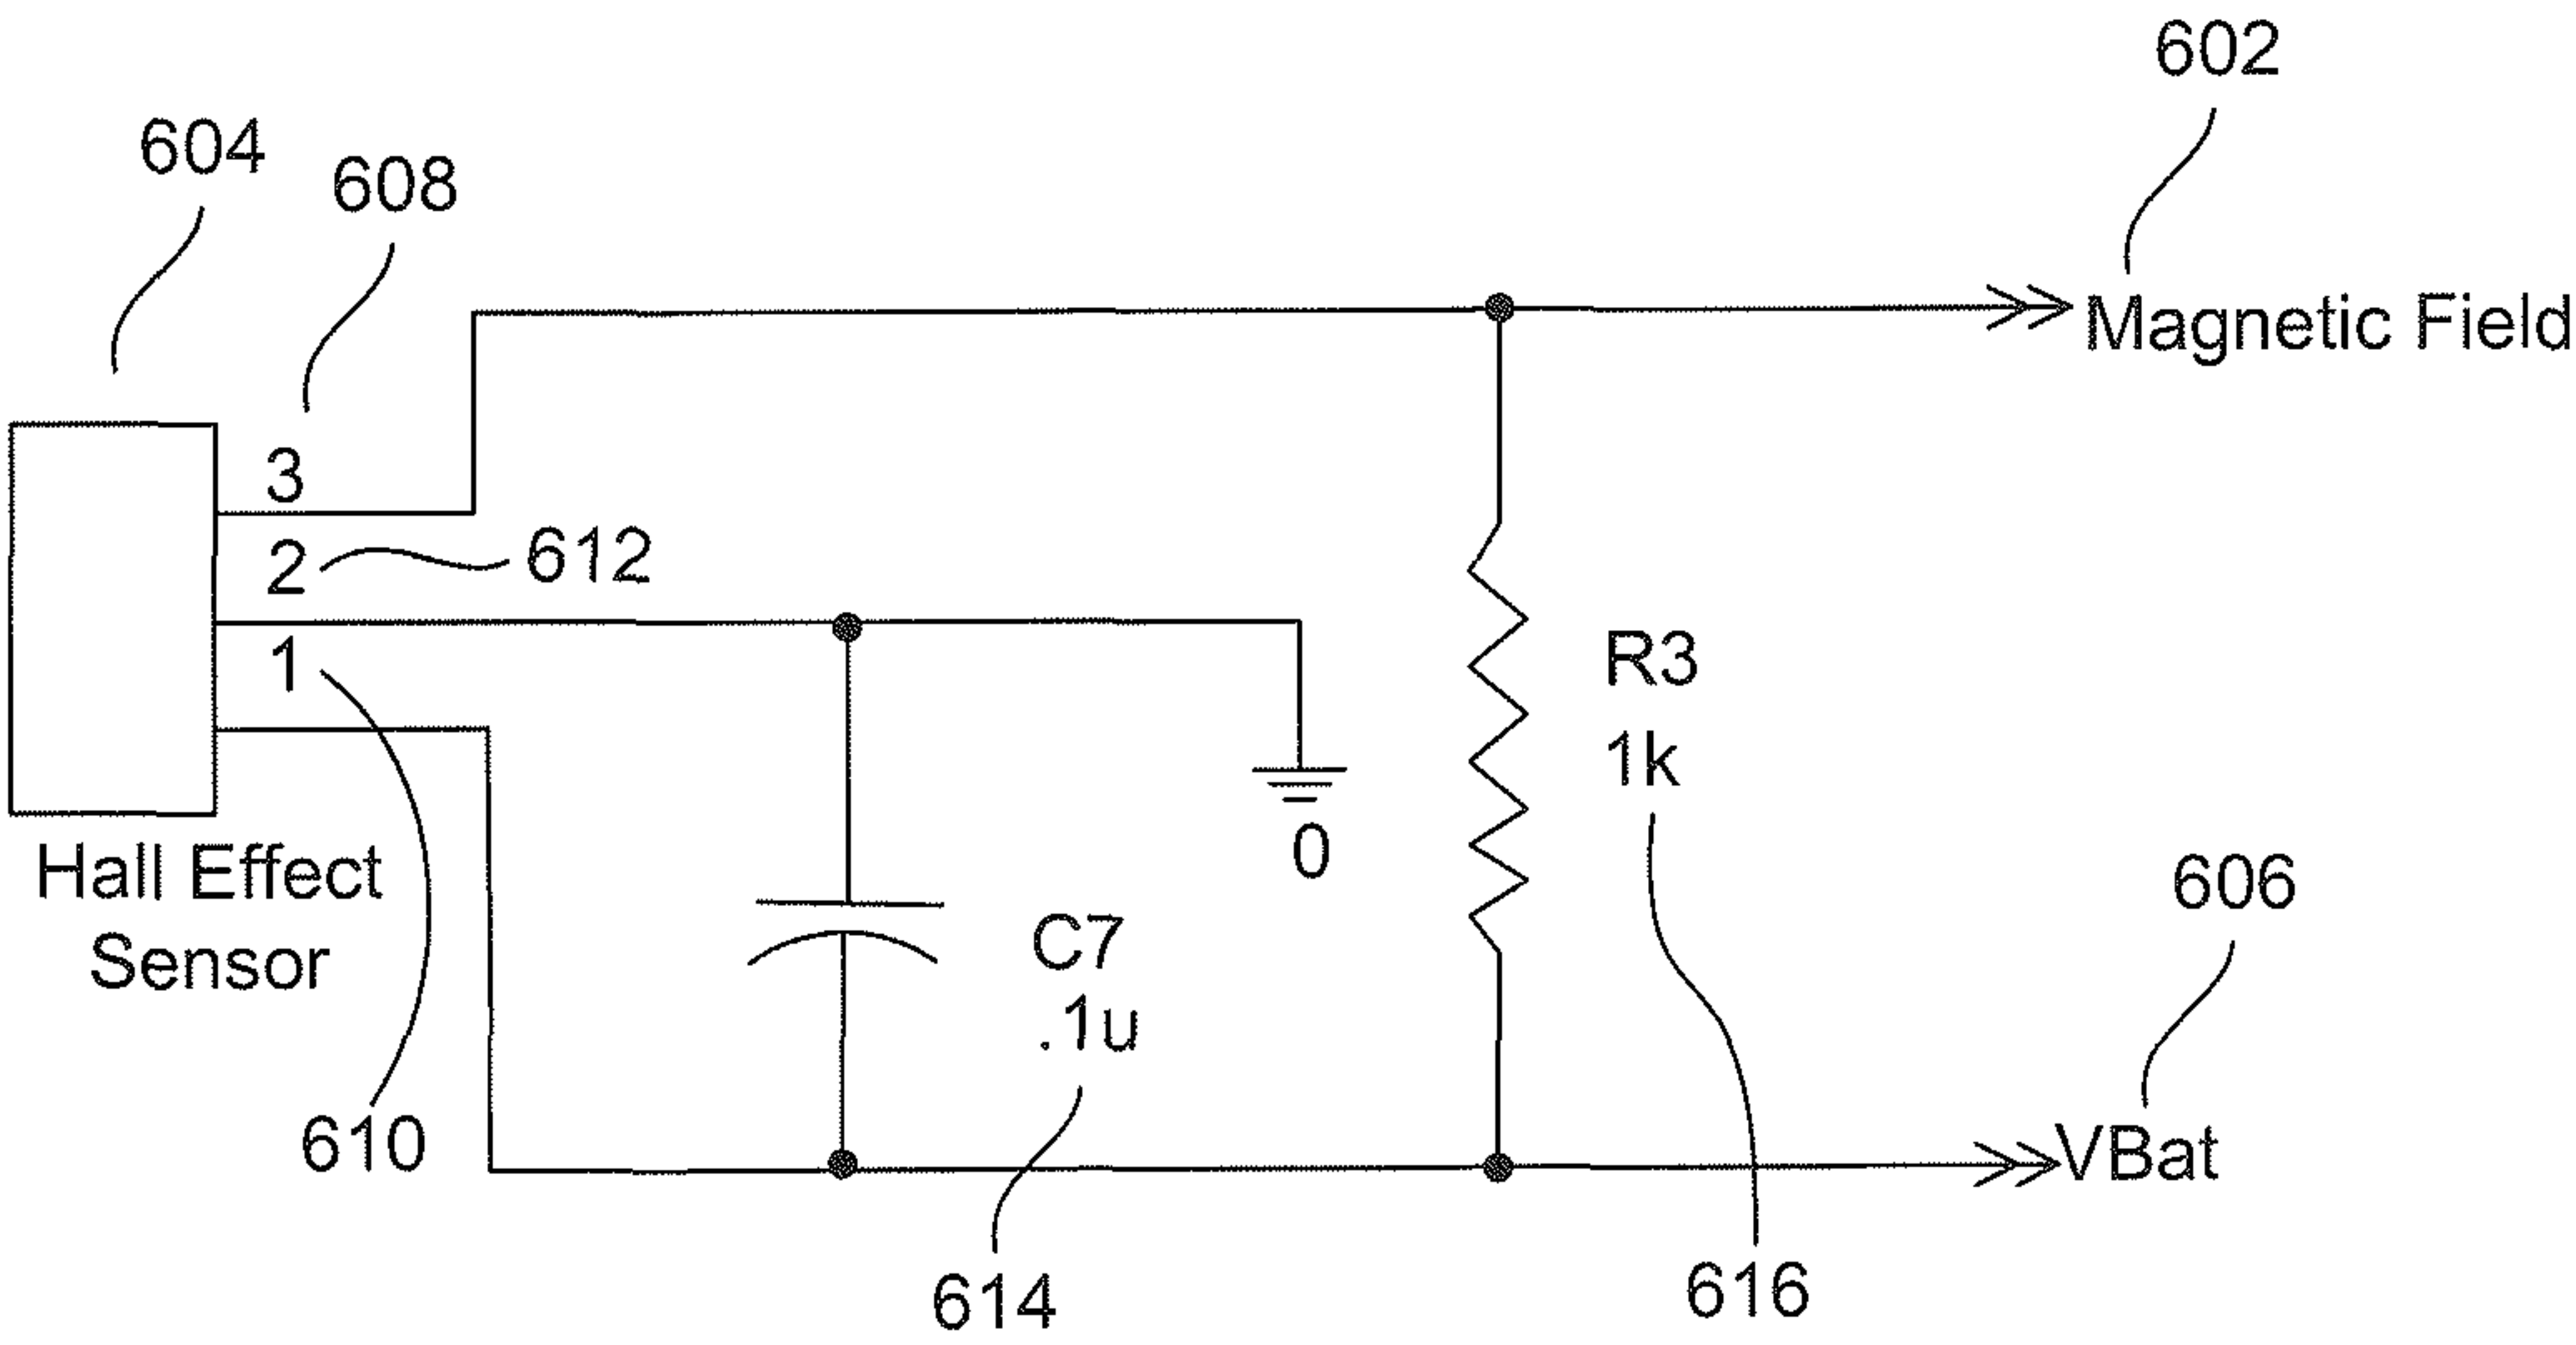 602
604
608
Magnetic Field
3
2
612
1
R3
1k
0
Hall Effect
Sensor
606
C7
.1u
610
VBat
614
616